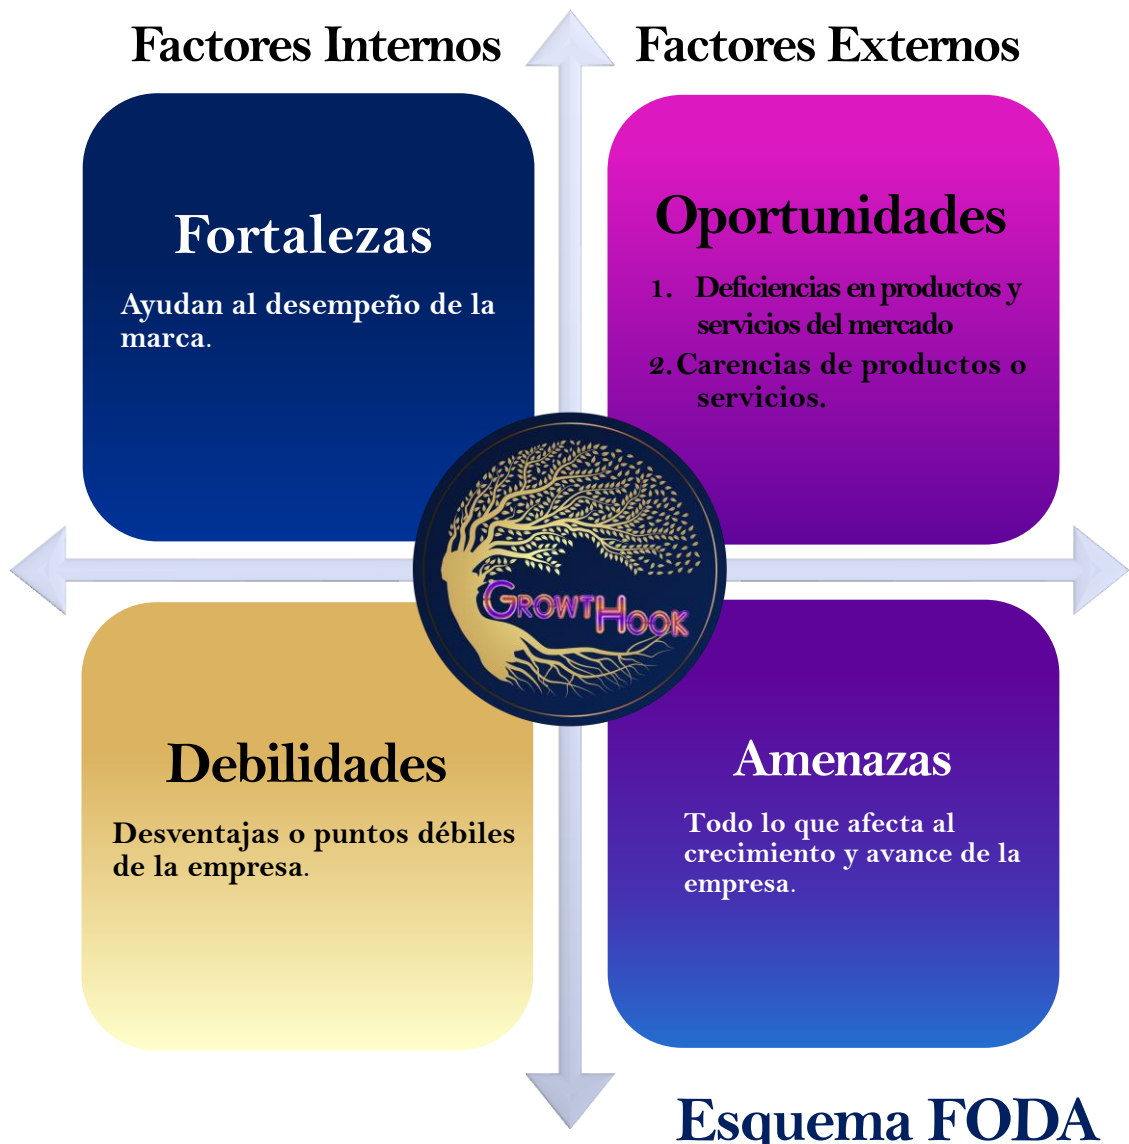 Factores Internos
Factores Externos
Fortalezas
Ayudan al desempeño de la
marca.
Oportunidades
1. Deficiencias en productos y
servicios del mercado
2. Carencias de productos o
servicios.
GROWTHOOK
Debilidades
Desventajas o puntos débiles
de la empresa.
Amenazas
Todo lo que afecta al
crecimiento y avance de la
empresa.
Esquema FODA